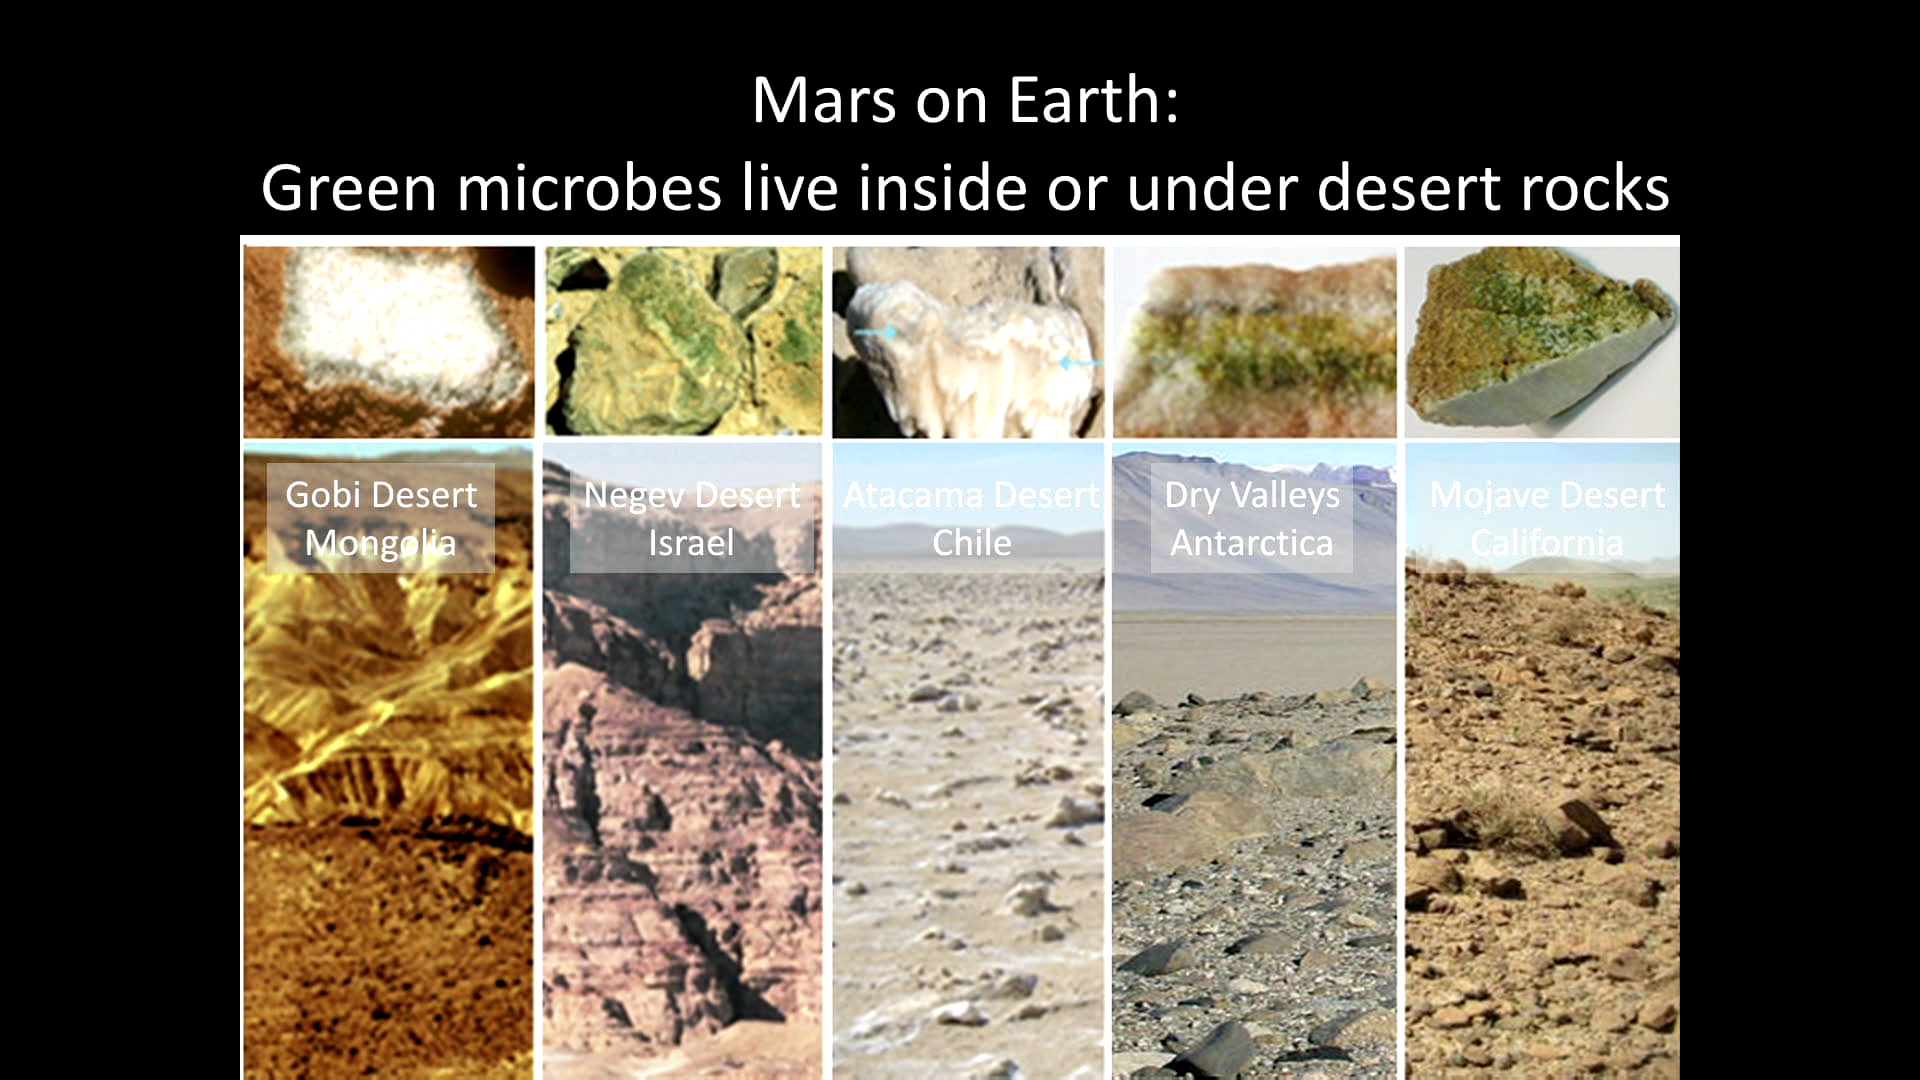 Mars on Earth:
Green microbes live inside or under desert rocks
Gobi Desert
Mongolia
Negev Desert
Israel
Atacama Desert
Chile
Dry Valleys
Antarctica
Mojave Desert
California